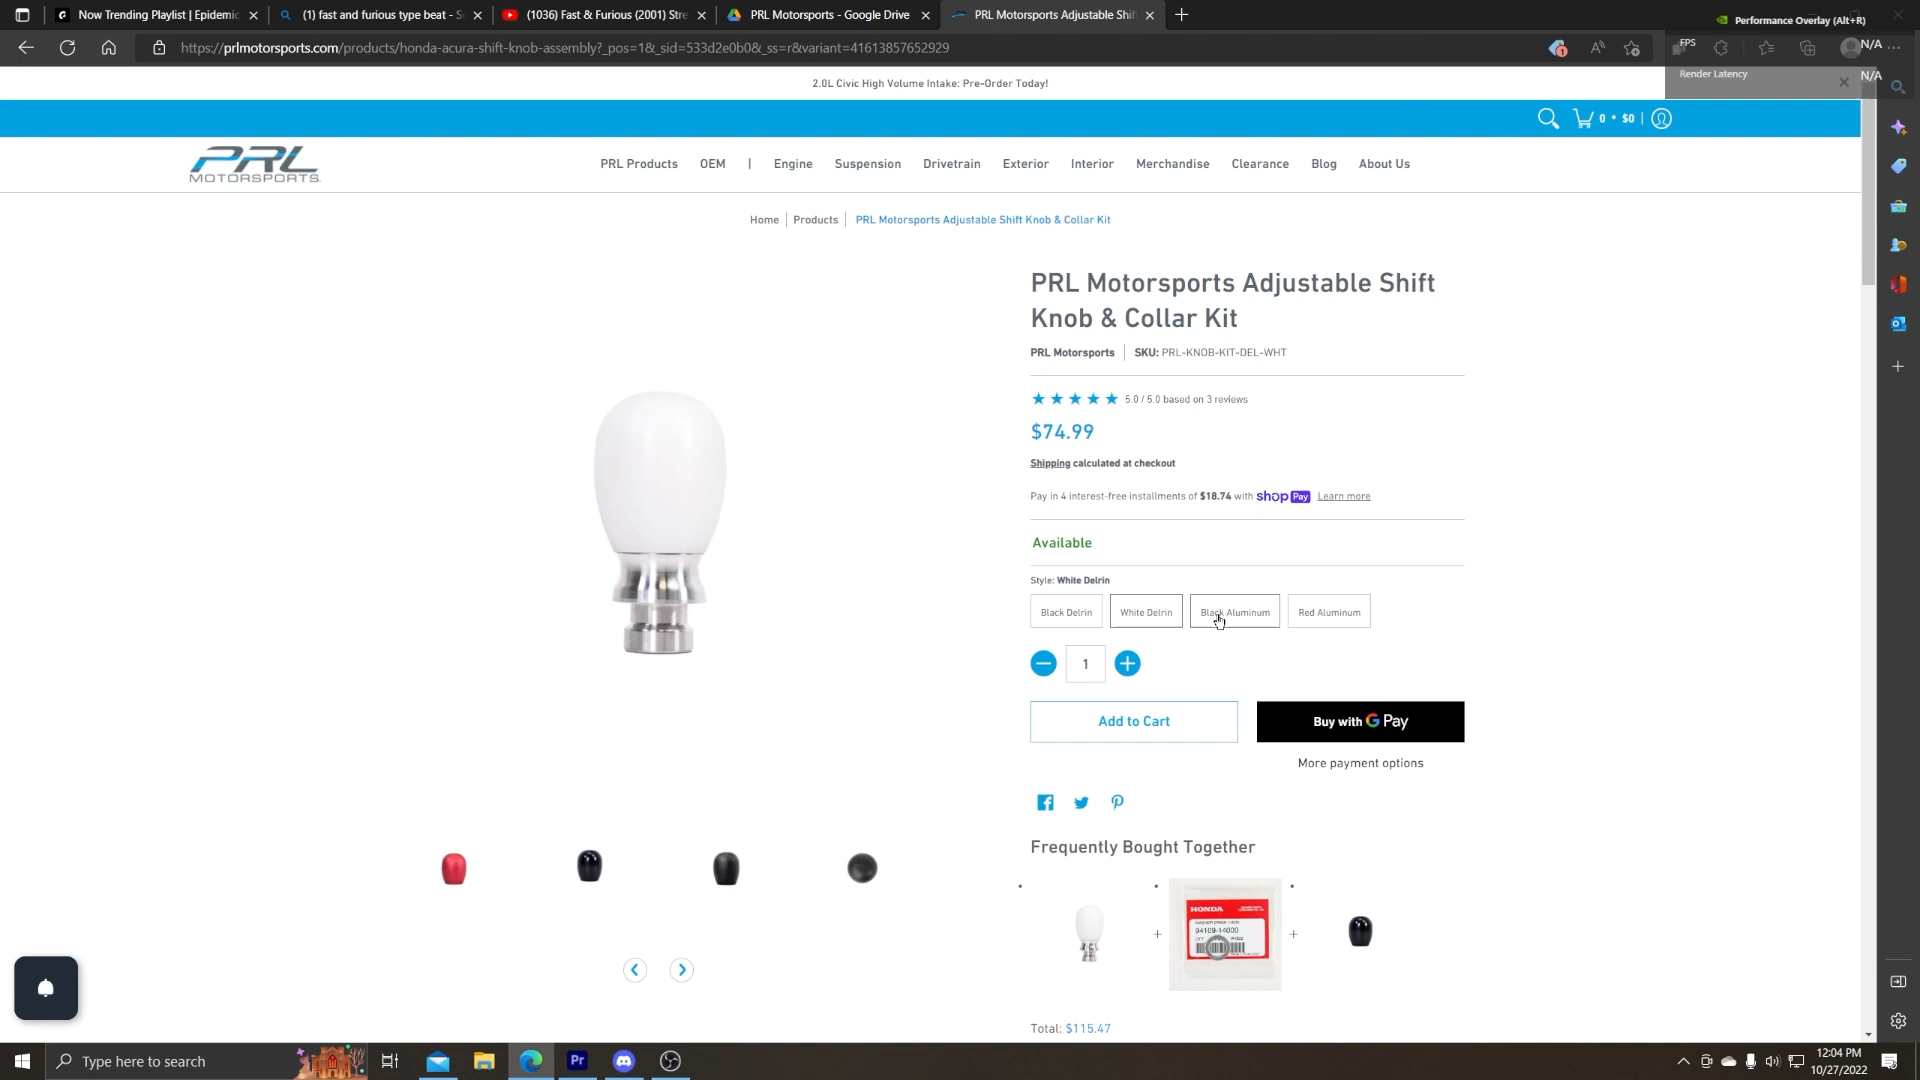 Now Trending Playlist | Epidemic
(1) fast and furious type beat - Se
(1036) Fast & Furious (2001) Stre
PRL Motorsports - Google Drive
PRL Motorsports Adjustable Shif
Performance Overlay (Alt+R)
https://prlmotorsports.com/products/honda-acura-shift-knob-assembly?_pos=1&_sid=533d2e0b0&_ss=r&variant=41613857652929
FPS
N/A
Render Latency
N/A
2.0L Civic High Volume Intake: Pre-Order Today!
0 • $0 |
PRL
MOTORSPORTS
PRL Products
OEM
|
Engine
Suspension
Drivetrain
Exterior
Interior
Merchandise
Clearance
Blog
About Us
Home
Products
PRL Motorsports Adjustable Shift Knob & Collar Kit
PRL Motorsports Adjustable Shift
Knob & Collar Kit
PRL Motorsports
SKU: PRL-KNOB-KIT-DEL-WHT
5.0 / 5.0 based on 3 reviews
$74.99
Shipping calculated at checkout
Pay in 4 interest-free installments of $18.74 with shop Pay Learn more
Available
Style: White Delrin
Black Delrin
White Delrin
Black Aluminum
Red Aluminum
1
Add to Cart
Buy with G Pay
More payment options
Frequently Bought Together
HONDA
94109-14000
+
+
Total: $115.47
Type here to search
Pr
12:04 PM
10/27/2022